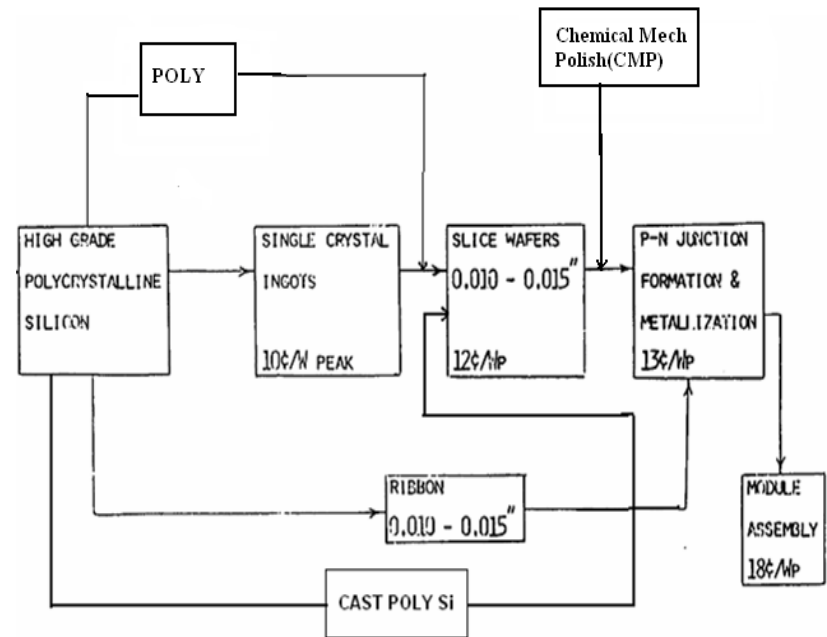 POLY
Chemical Mech
Polish(CMP)
HIGH GRADE
POLYCRYSTALLINE
SILICON
SINGLE CRYSTAL
INGOTS
10¢/W PEAK
SLICE WAFERS
0.010 - 0.015"
12¢/Wp
P-N JUNCTION
FORMATION &
METALLIZATION
13¢/Wp
RIBBON
0.010 - 0.015"
MODULE
ASSEMBLY
18¢/Wp
CAST POLY Si